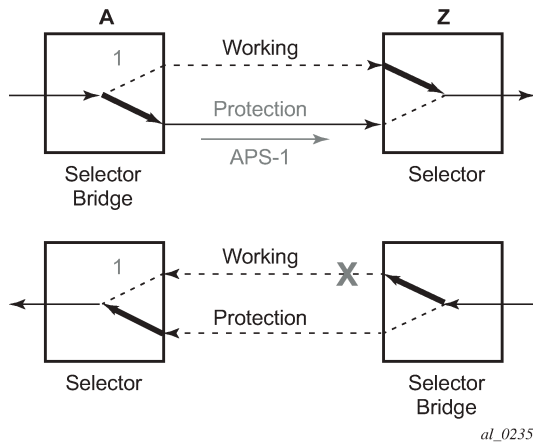 A
Z
1
Working
Protection
APS-1
Selector
Bridge
Selector
1
Working
X
Protection
Selector
Selector
Bridge
al_0235